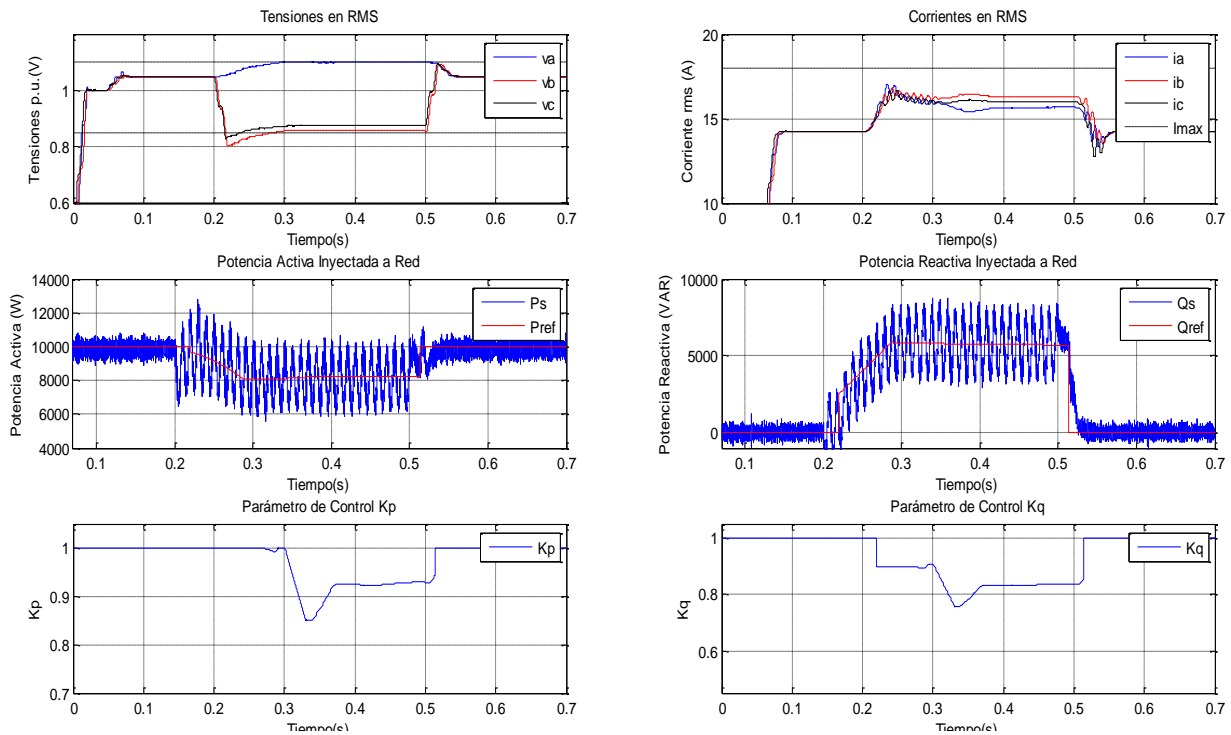 Tensiones en RMS
Tensiones p.u.(V)
1
0.8
0.6
va
vb
vc
0 0.1 0.2 0.3 0.4 0.5 0.6 0.7
Tiempo(s)
Corrientes en RMS
Corriente rms (A)
20
15
10
ia
ib
ic
Imax
0 0.1 0.2 0.3 0.4 0.5 0.6 0.7
Tiempo(s)
Potencia Activa Inyectada a Red
Potencia Activa (W)
14000
12000
10000
8000
6000
4000
Ps
Pref
0.1 0.2 0.3 0.4 0.5 0.6 0.7
Tiempo(s)
Potencia Reactiva Inyectada a Red
Potencia Reactiva (VAR)
10000
5000
0
Qs
Qref
0.1 0.2 0.3 0.4 0.5 0.6 0.7
Tiempo(s)
Parámetro de Control Kp
Kp
1
0.9
0.8
0.7
Kp
0 0.1 0.2 0.3 0.4 0.5 0.6 0.7
Tiempo(s)
Parámetro de Control Kq
Kq
1
0.8
0.6
Kq
0 0.1 0.2 0.3 0.4 0.5 0.6 0.7
Tiempo(s)